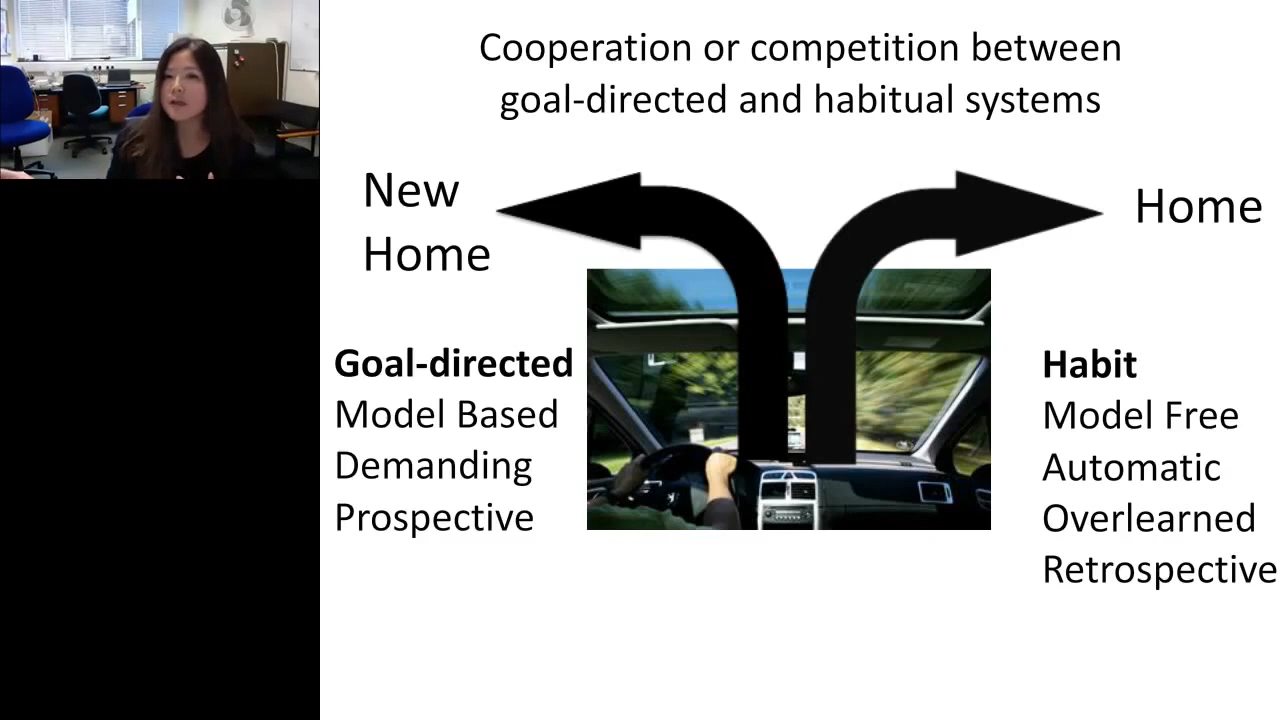 Cooperation or competition between
goal-directed and habitual systems
New
Home
Home
Goal-directed
Model Based
Demanding
Prospective
Habit
Model Free
Automatic
Overlearned
Retrospective